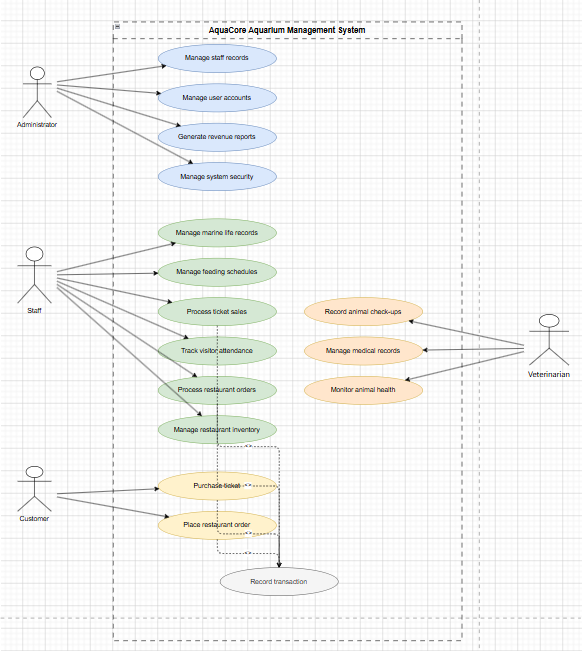 AquaCore Aquarium Management System
Manage staff records
Manage user accounts
Administrator
Generate revenue reports
Manage system security
Manage marine life records
Manage feeding schedules
Staff
Process ticket sales
Record animal check-ups
Track visitor attendance
Manage medical records
Veterinarian
Process restaurant orders
Monitor animal health
Manage restaurant inventory
Purchase ticket
Customer
Place restaurant order
Record transaction